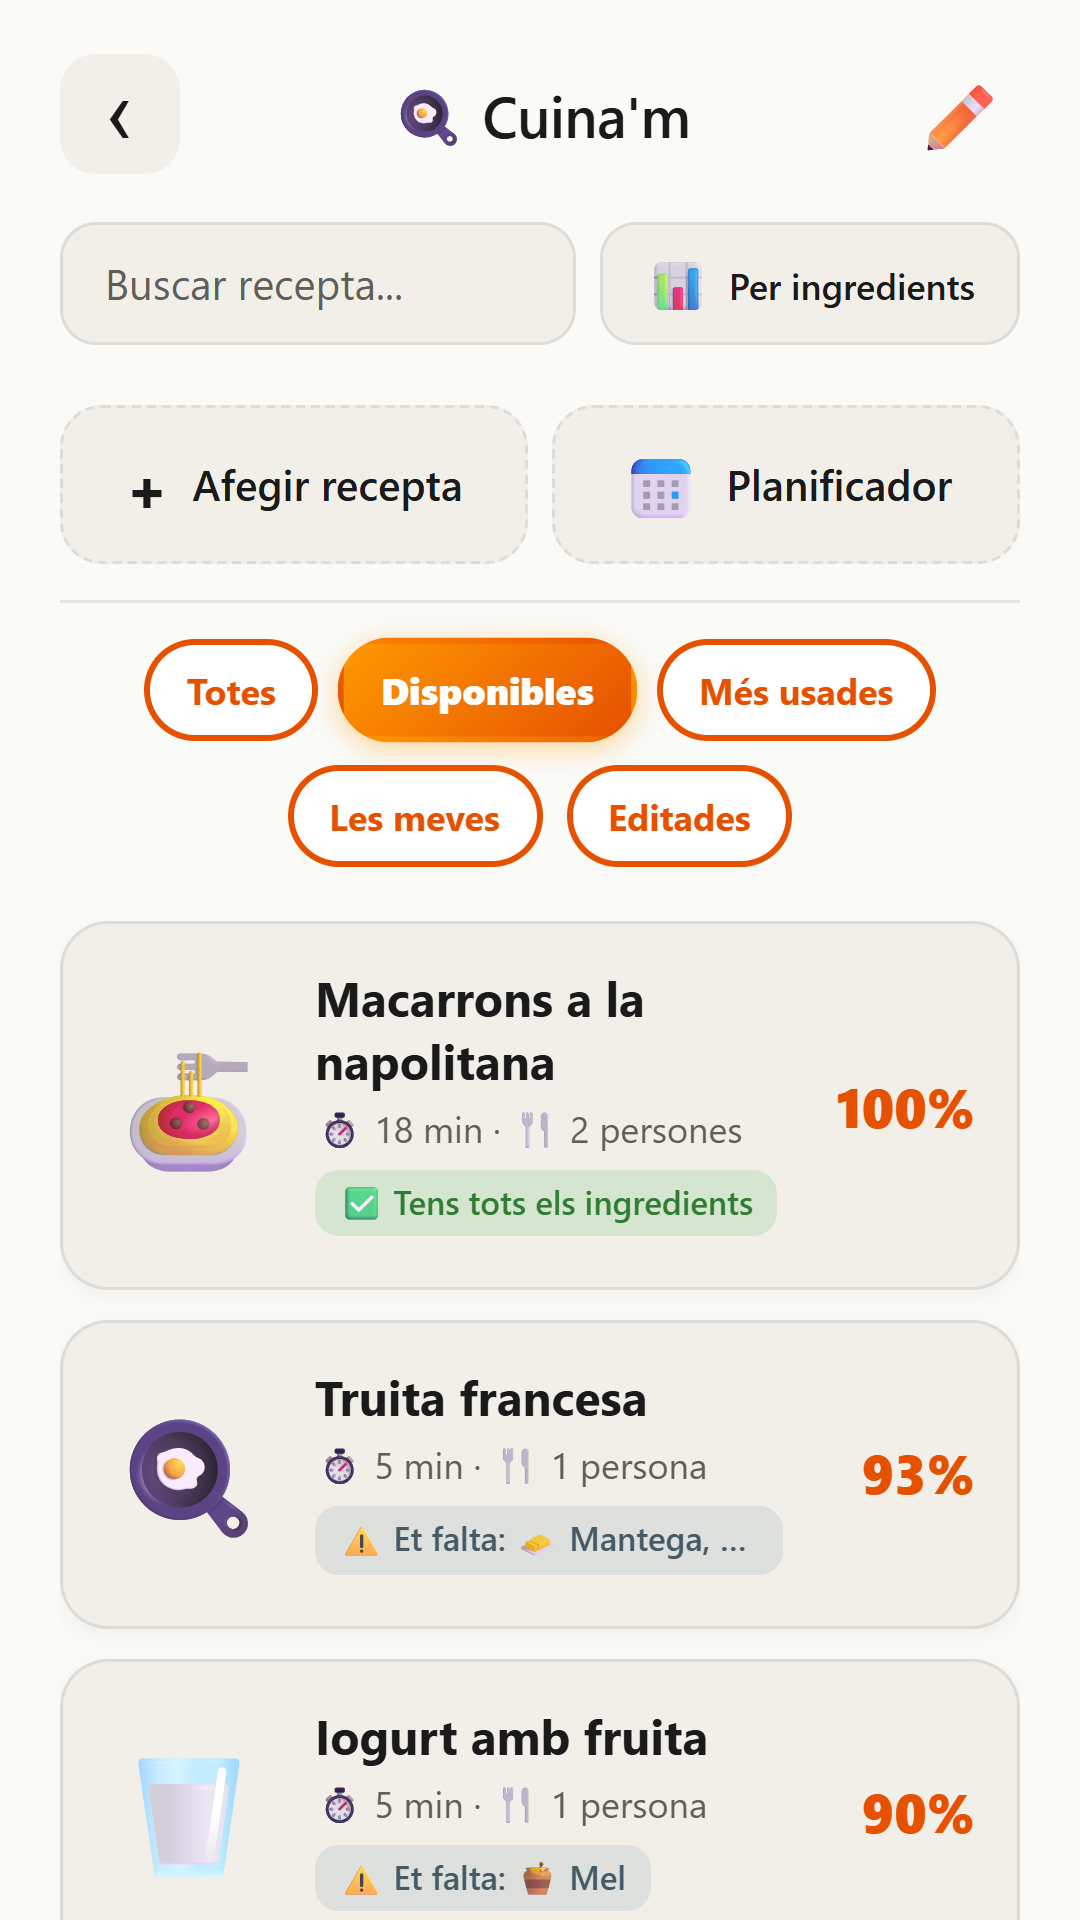 Cuina'm
Buscar recepta...
Per ingredients
+ Afegir recepta
Planificador
Totes
Disponibles
Més usades
Les meves
Editades
Macarrons a la
napolitana
18 min · 2 persones
Tens tots els ingredients
100%
Truita francesa
5 min · 1 persona
Et falta: Mantega, ...
93%
Iogurt amb fruita
5 min · 1 persona
Et falta: Mel
90%